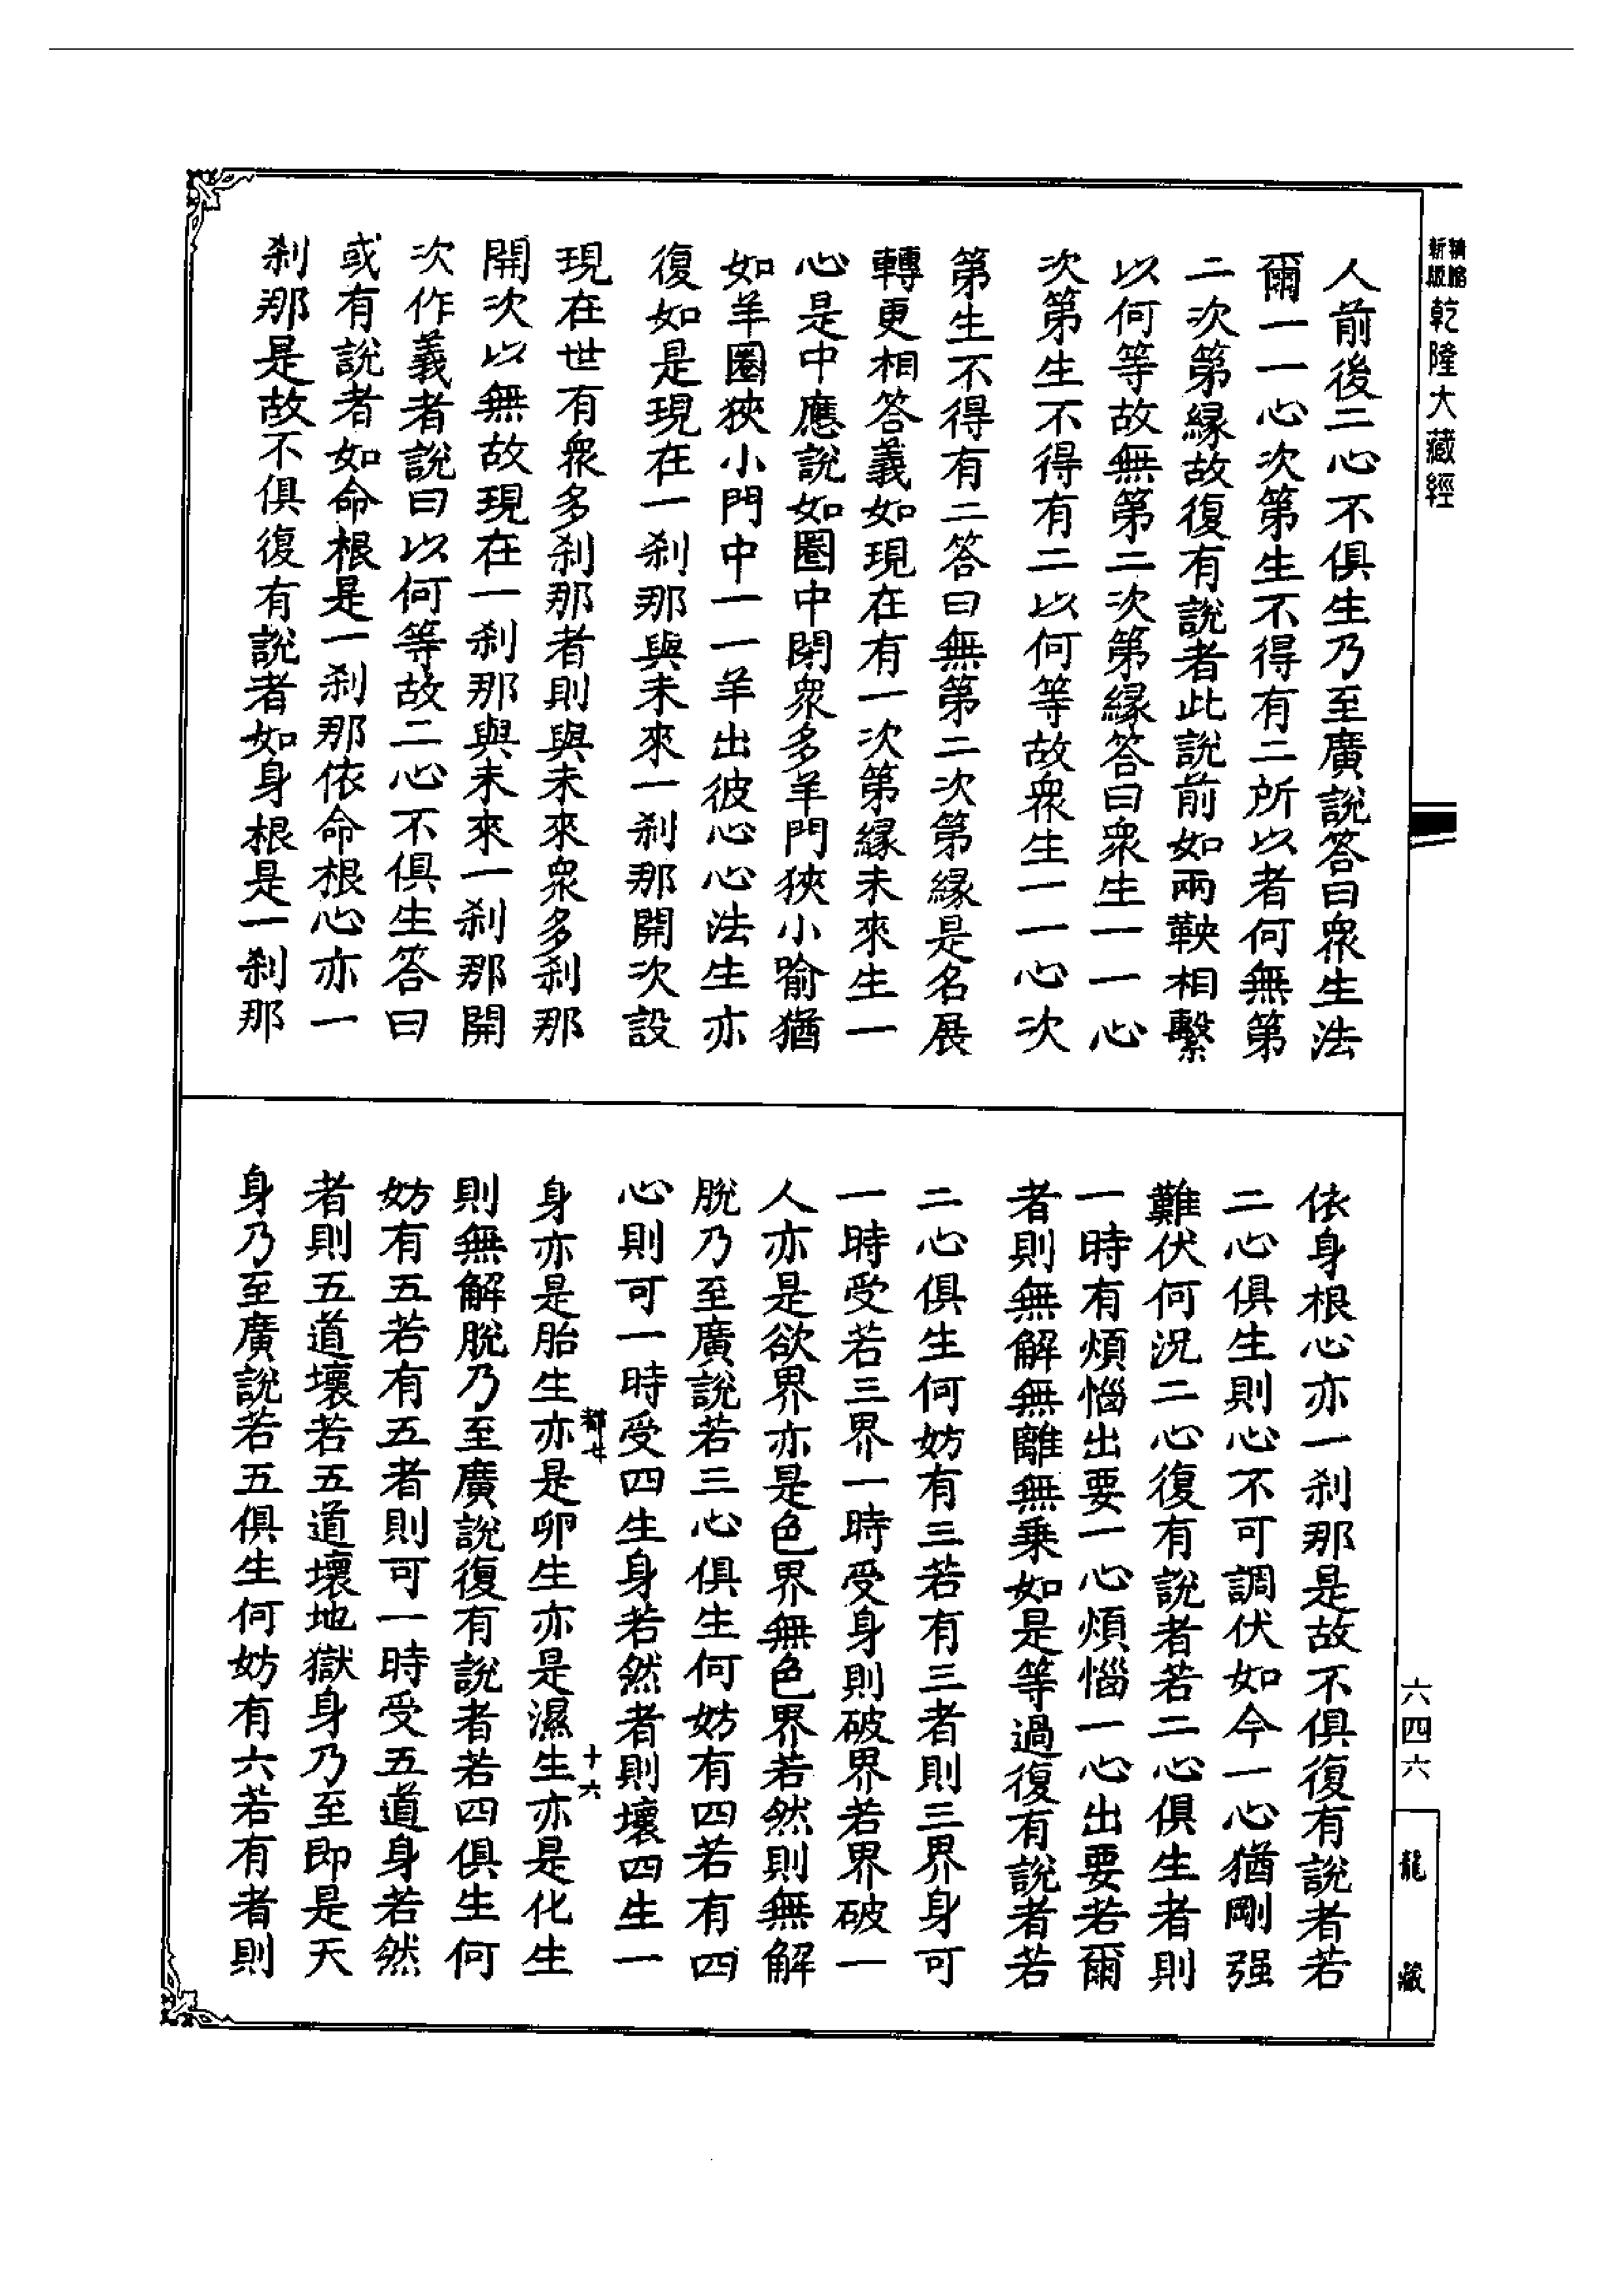 精縮
新版
乾隆大藏經
人前後二心不俱生乃至廣說答曰衆生法
爾一一心次第生不得有二所以者何無第
二次第緣故復有說者此說前如兩鞅相繫
以何等故無第二次第緣答曰衆生一一心
次第生不得有二以何等故衆生一一心次
第生不得有二答曰無第二次第緣是名展
轉更相答義如現在有一次第緣未來生一
心是中應說如圈中閉衆多羊門狹小喻猶
如羊圈狹小門中一一羊出彼心心法生亦
復如是現在一刹那與未來一刹那開次設
現在世有衆多刹那者則與未來衆多刹那
開次以無故現在一刹那與未來一刹那開
次作義者說曰以何等故二心不俱生答曰
或有說者如命根是一刹那依命根心亦一
刹那是故不俱復有說者如身根是一刹那
依身根心亦一刹那是故不俱復有說者若
二心俱生則心不可調伏如今一心猶剛强
難伏何況二心復有說者若二心俱生者則
一時有煩惱出要一心煩惱一心出要若爾
者則無解無離無乘如是等過復有說者若
二心俱生何妨有三若有三者則三界身可
一時受若三界一時受身則破界若界破一
人亦是欲界亦是色界無色界若然則無解
脫乃至廣說若三心俱生何妨有四若有四
心則可一時受四生身若然者則壞四生一
身亦是胎生亦是卵生亦是濕生亦是化生
則無解脫乃至廣說復有說者若四俱生何
妨有五若有五者則可一時受五道身若然
者則五道壞若五道壞地獄身乃至即是天
身乃至廣說若五俱生何妨有六若有者則
十六
六四六
龍藏